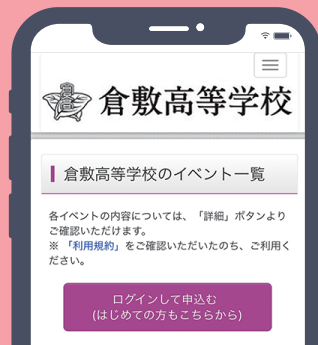 倉敷高等学校
倉敷高等学校のイベント一覧
各イベントの内容については、「詳細」ボタンより
ご確認いただけます。
※ 「利用規約」をご確認いただいたのち、ご利用く
ださい。
ログインして申込む
(はじめての方もこちらから)